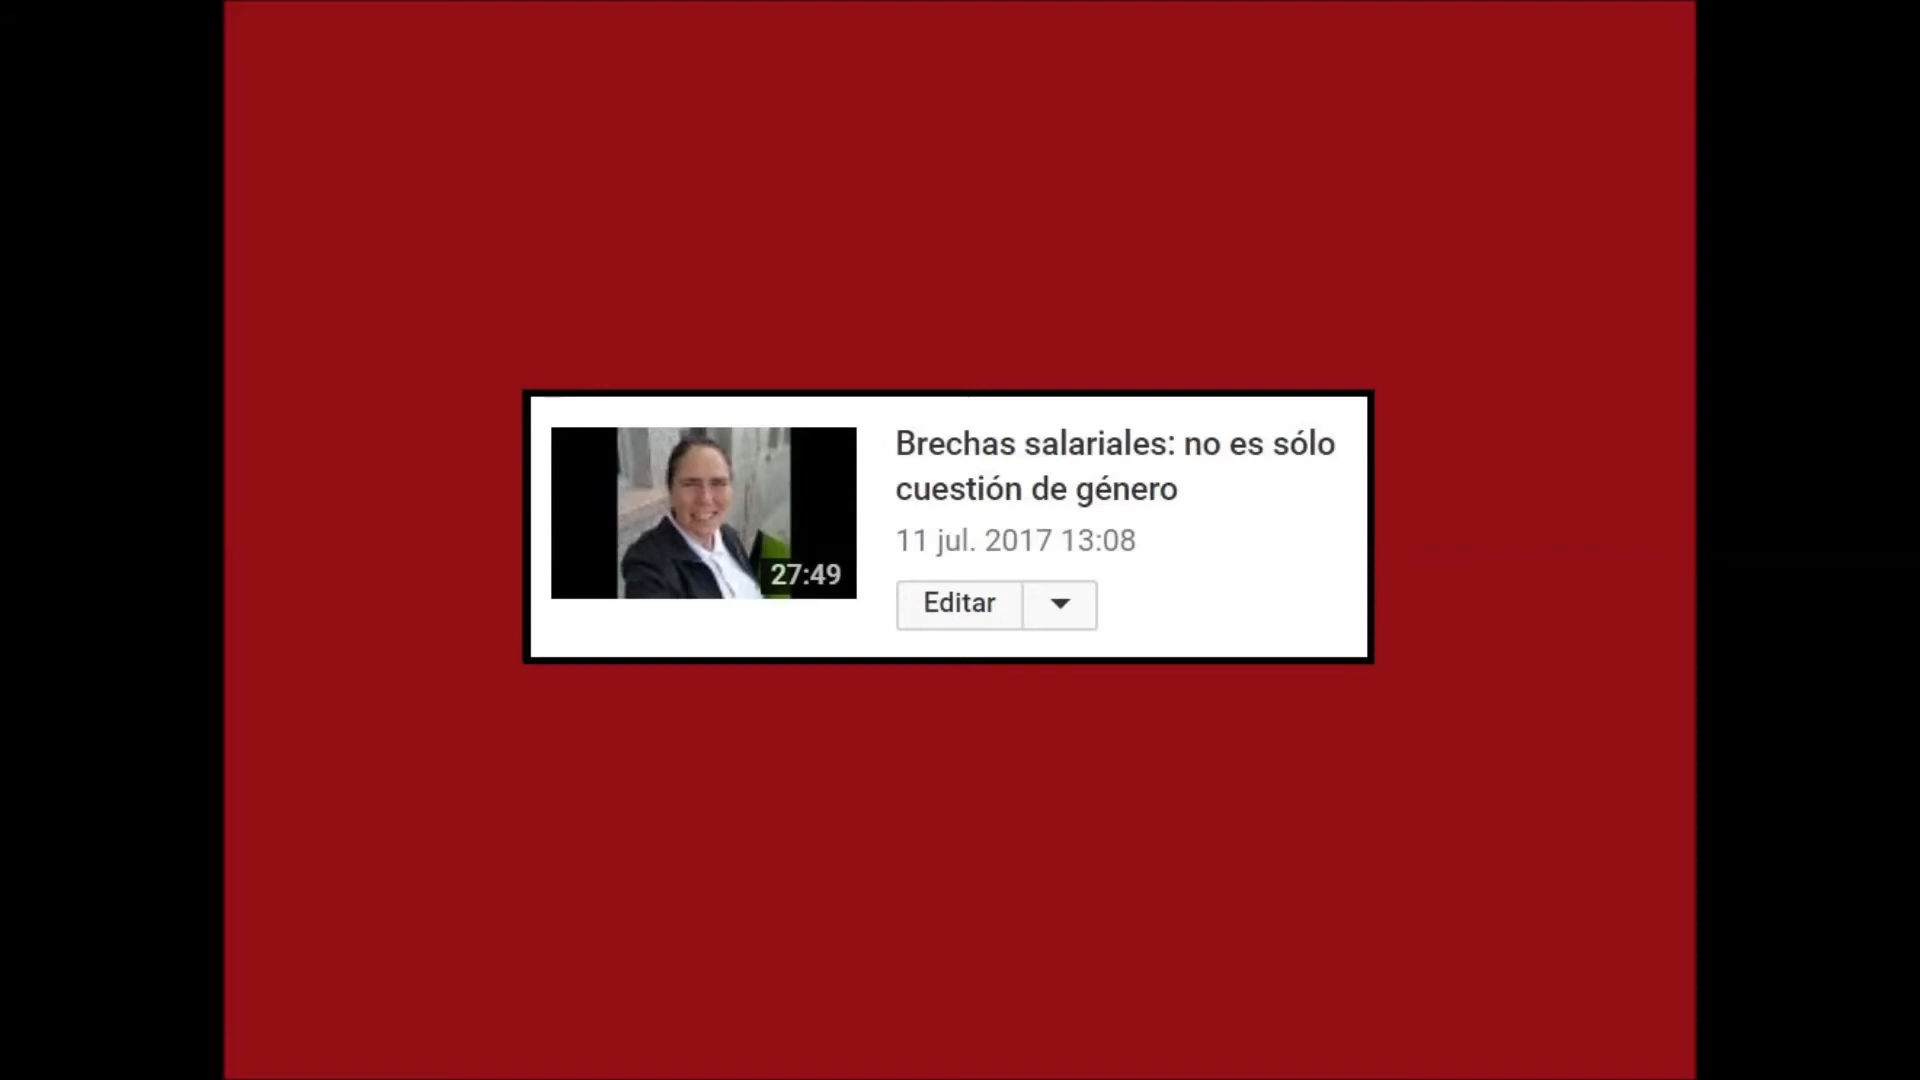 Brechas salariales: no es sólo
cuestión de género
11 jul. 2017 13:08
27:49
Editar